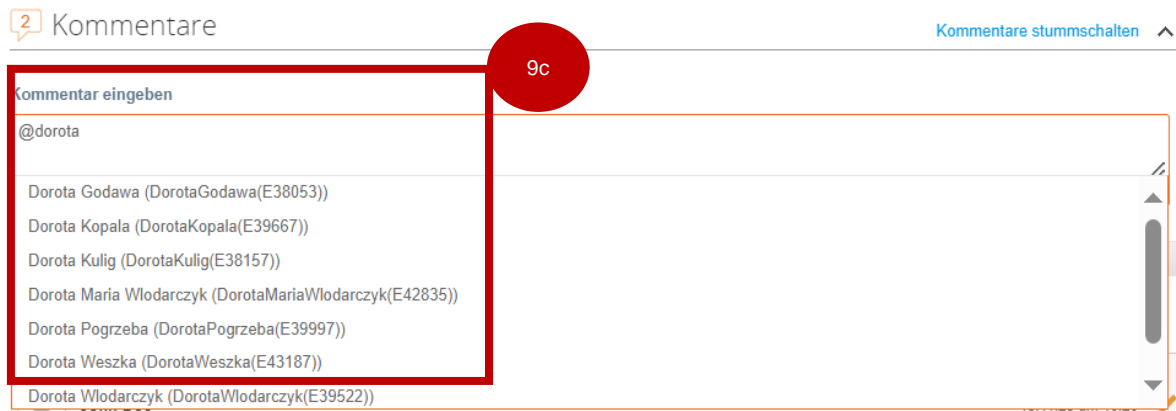 2 Kommentare
Kommentare stummschalten
9c
Kommentar eingeben
@dorota
Dorota Godawa (DorotaGodawa(E38053))
Dorota Kopala (DorotaKopala(E39667))
Dorota Kulig (DorotaKulig(E38157))
Dorota Maria Wlodarczyk (DorotaMariaWlodarczyk(E42835))
Dorota Pogrzeba (DorotaPogrzeba(E39997))
Dorota Weszka (DorotaWeszka(E43187))
Dorota Wlodarczyk (DorotaWlodarczyk(E39522))